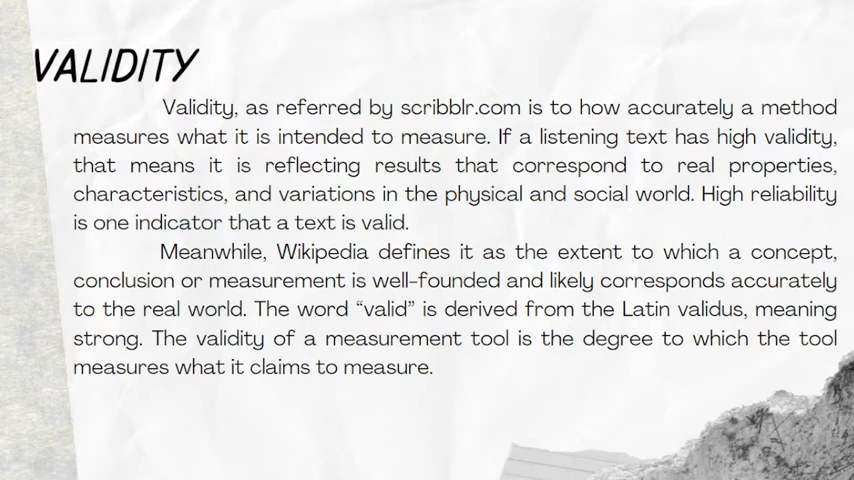 VALIDITY
Validity, as referred by scribblr.com is to how accurately a method
measures what it is intended to measure. If a listening text has high validity,
that means it is reflecting results that correspond to real properties,
characteristics, and variations in the physical and social world. High reliability
is one indicator that a text is valid.
Meanwhile, Wikipedia defines it as the extent to which a concept,
conclusion or measurement is well-founded and likely corresponds accurately
to the real world. The word “valid” is derived from the Latin validus, meaning
strong. The validity of a measurement tool is the degree to which the tool
measures what it claims to measure.